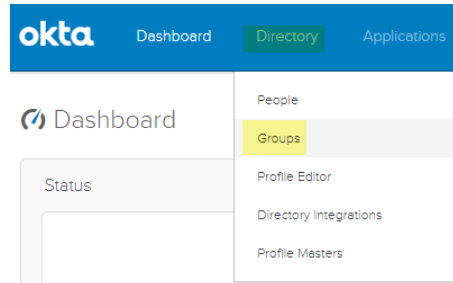 okta Dashboard Directory Applications
Dashboard
People
Groups
Status
Profile Editor
Directory Integrations
Profile Masters